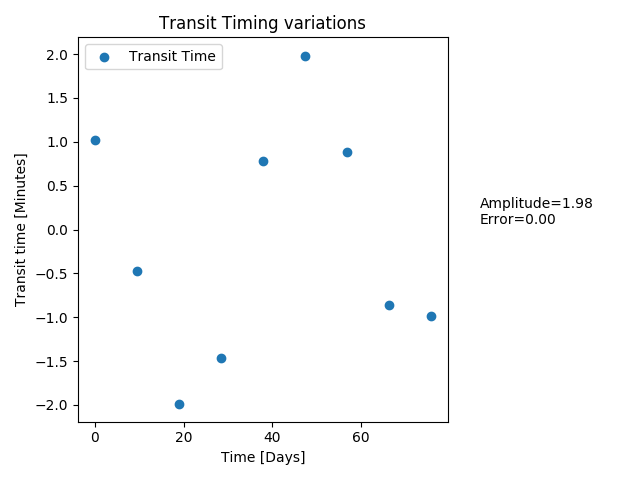 Transit Timing variations
Transit Time
2.0
1.5
1.0
0.5
0.0
−0.5
−1.0
−1.5
−2.0
Transit time [Minutes]
Amplitude=1.98
Error=0.00
0 20 40 60
Time [Days]